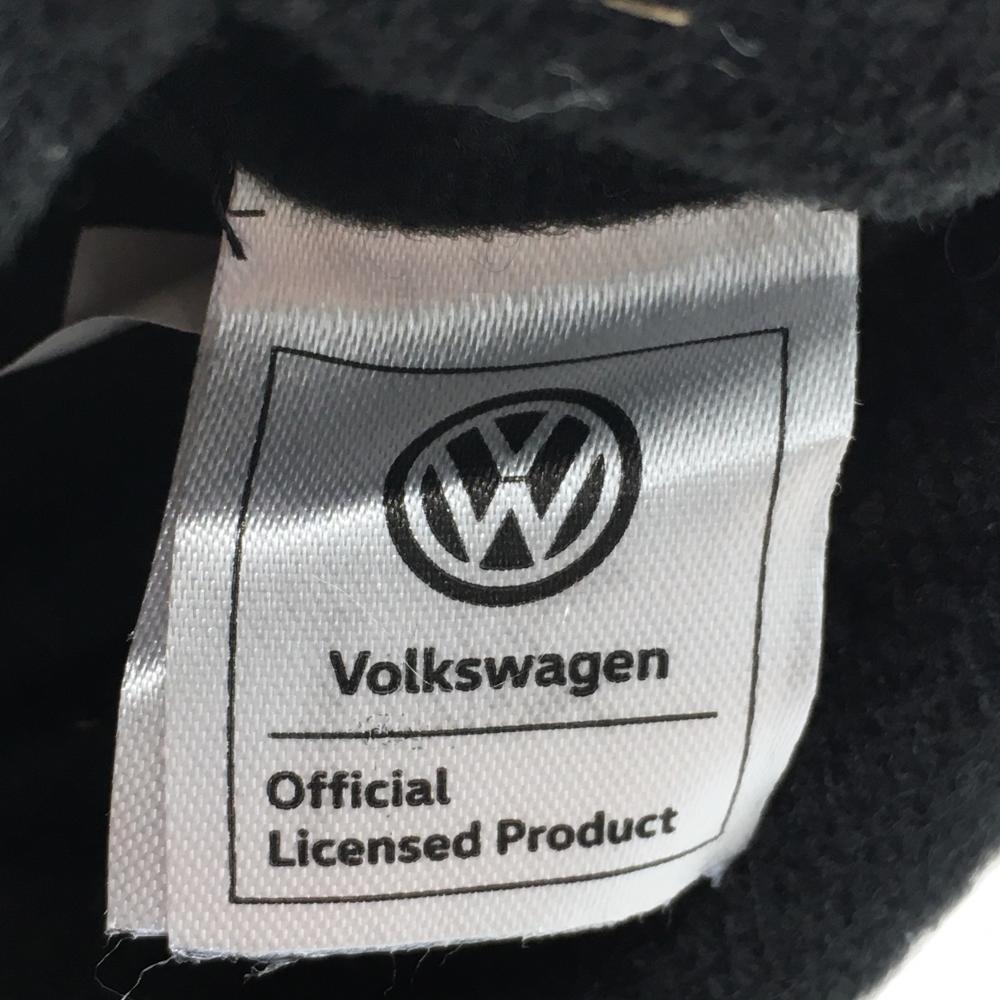 Volkswagen
Official
Licensed Product